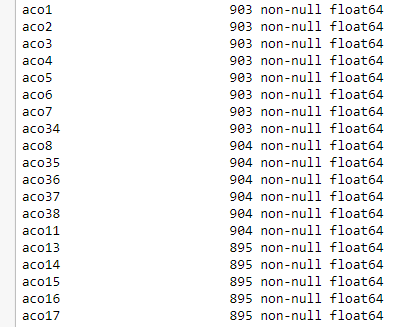 aco1 903 non-null float64
aco2 903 non-null float64
aco3 903 non-null float64
aco4 903 non-null float64
aco5 903 non-null float64
aco6 903 non-null float64
aco7 903 non-null float64
aco34 903 non-null float64
aco8 904 non-null float64
aco35 904 non-null float64
aco36 904 non-null float64
aco37 904 non-null float64
aco38 904 non-null float64
aco11 904 non-null float64
aco13 895 non-null float64
aco14 895 non-null float64
aco15 895 non-null float64
aco16 895 non-null float64
aco17 895 non-null float64